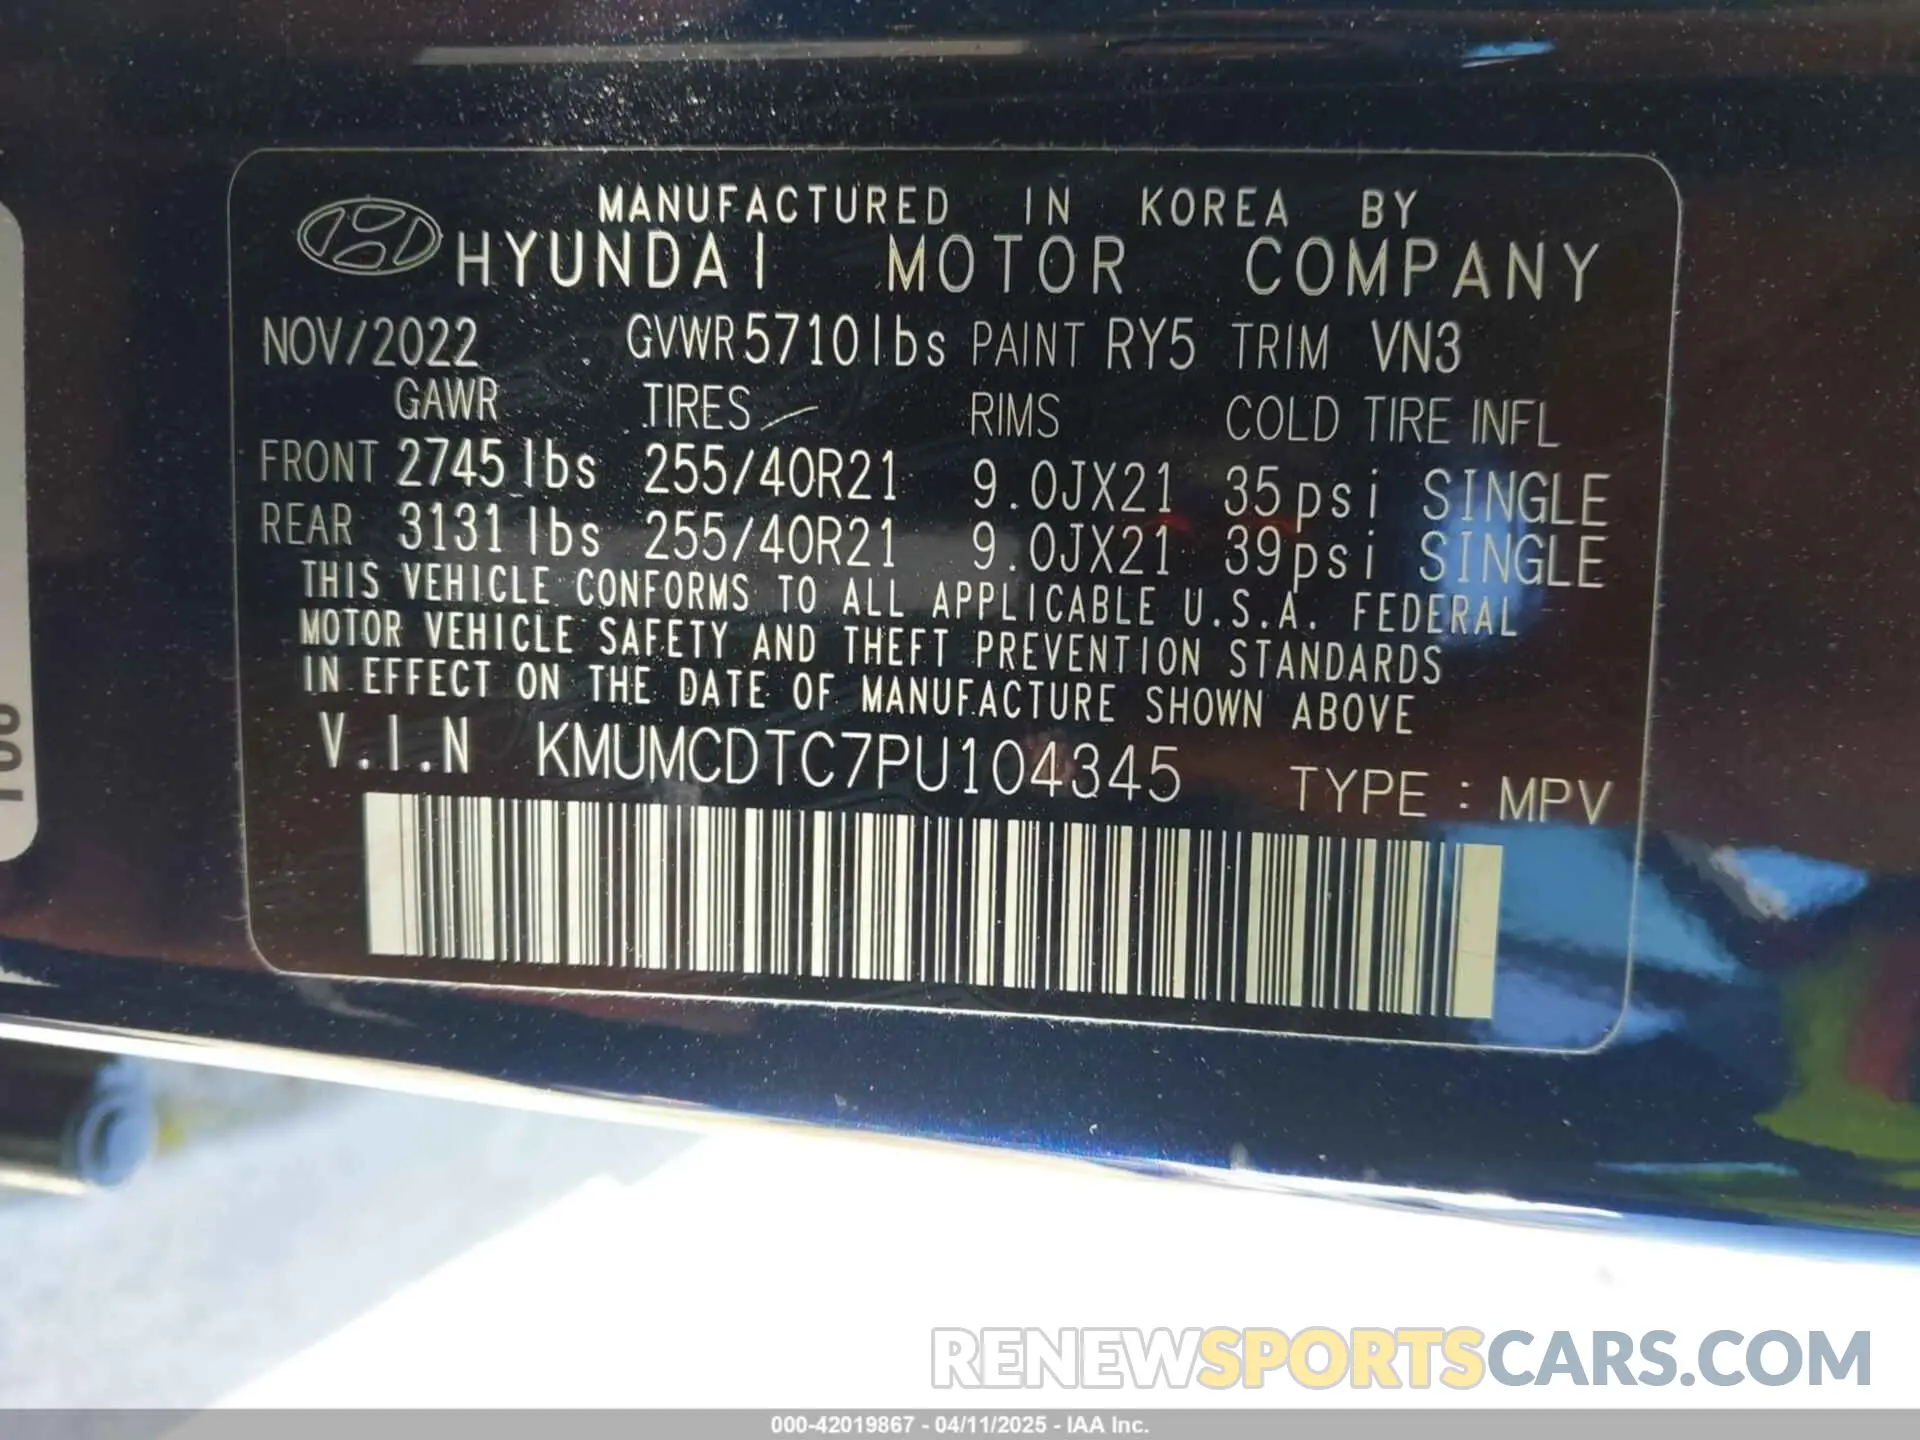 MANUFACTURED IN KOREA BY
HYUNDAI MOTOR COMPANY
NOV/2022 GVWR 5710lbs PAINT RY5 TRIM VN3
GAWR TIRES RIMS COLD TIRE INFL
FRONT 2745 lbs 255/40R21 9.0JX21 35psi SINGLE
REAR 3131 lbs 255/40R21 9.0JX21 39psi SINGLE
THIS VEHICLE CONFORMS TO ALL APPLICABLE U.S.A. FEDERAL
MOTOR VEHICLE SAFETY AND THEFT PREVENTION STANDARDS
IN EFFECT ON THE DATE OF MANUFACTURE SHOWN ABOVE
V.I.N KMUMCDTC7PU104345 TYPE : MPV
RENEWSPORTSCARS.COM
000-42019867 - 04/11/2025 - IAA Inc.